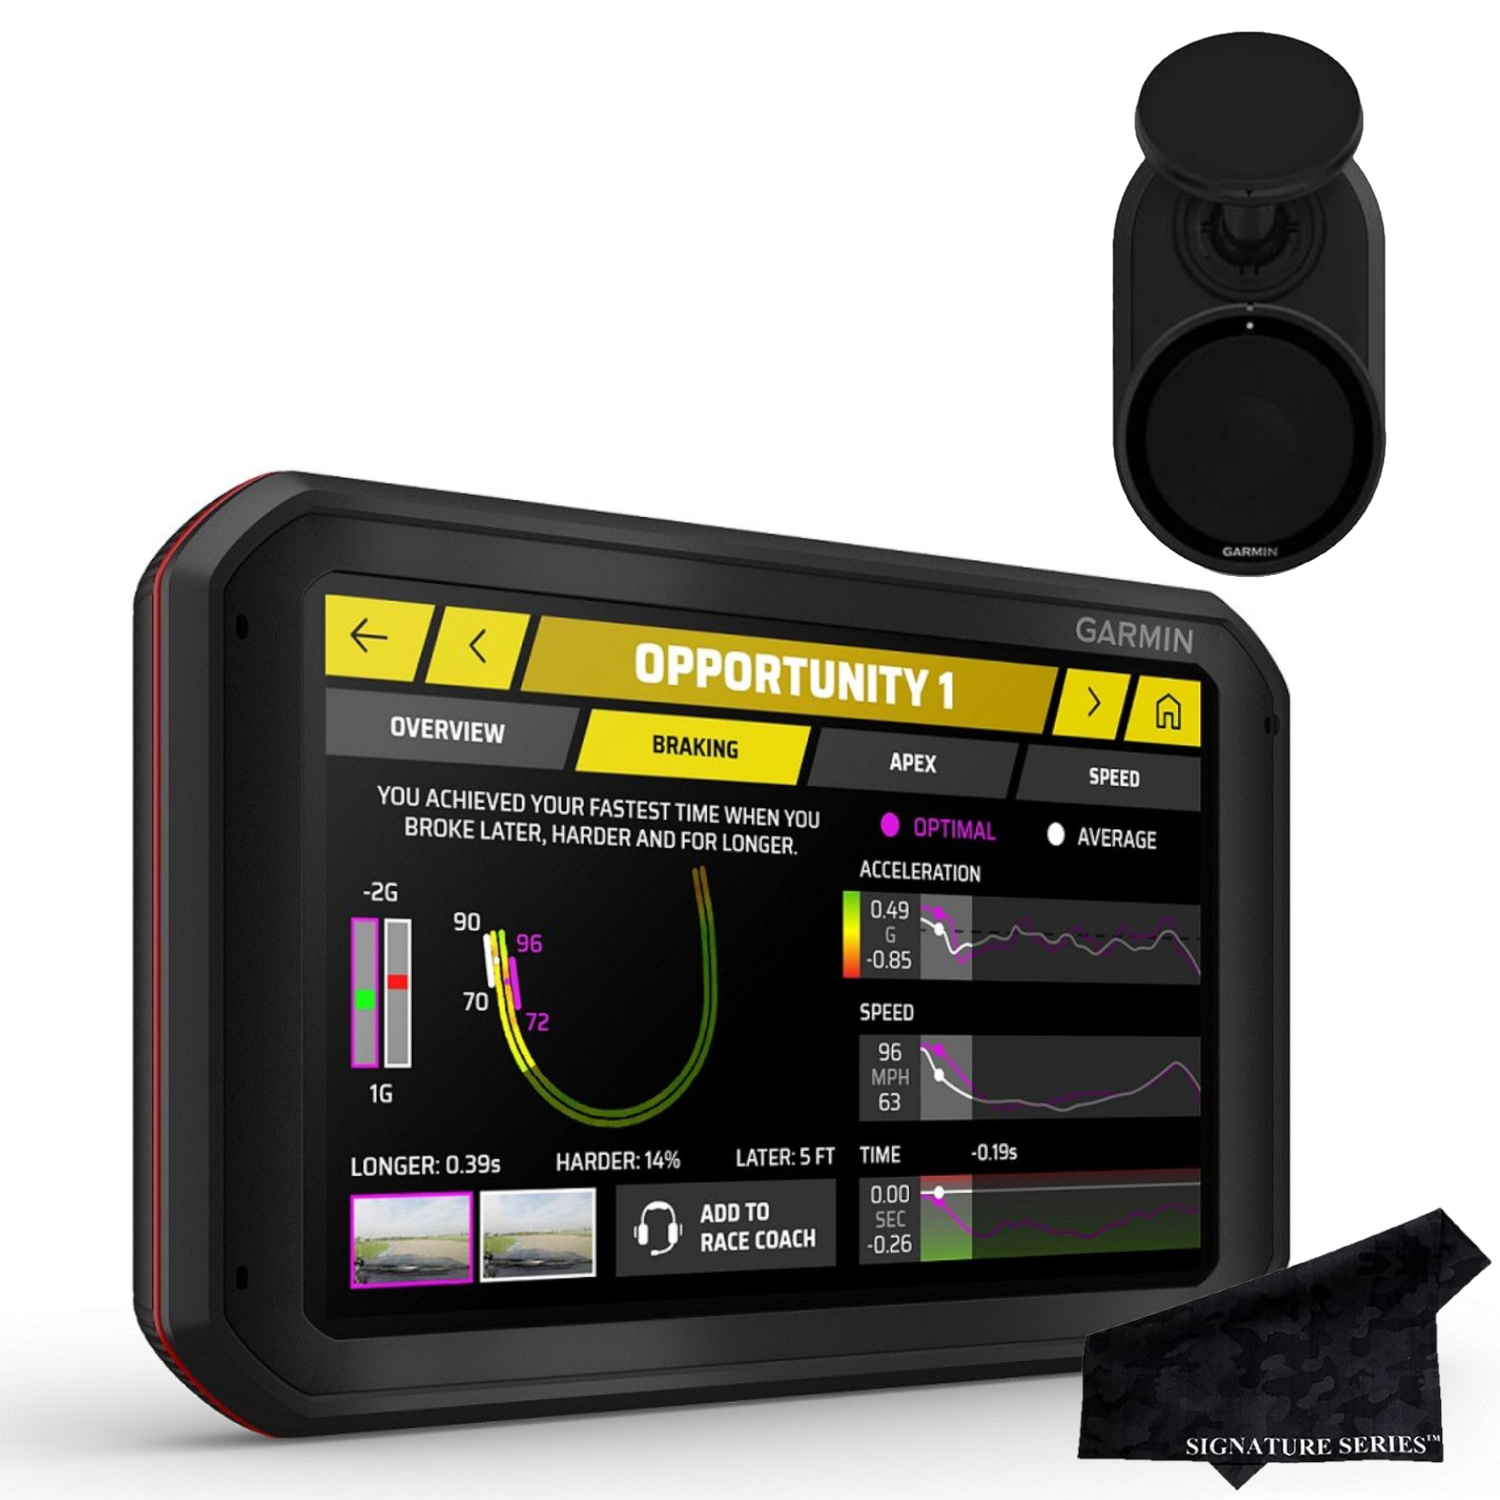 GARMIN
GARMIN
OPPORTUNITY 1
OVERVIEW
BRAKING
APEX
SPEED
YOU ACHIEVED YOUR FASTEST TIME WHEN YOU
BROKE LATER, HARDER AND FOR LONGER.
OPTIMAL
AVERAGE
-2G
1G
90
96
70
72
ACCELERATION
0.49
G
-0.85
SPEED
96
MPH
63
LONGER: 0.39s
HARDER: 14%
LATER: 5 FT
TIME
-0.19s
0.00
SEC
-0.26
ADD TO
RACE COACH
SIGNATURE SERIES™